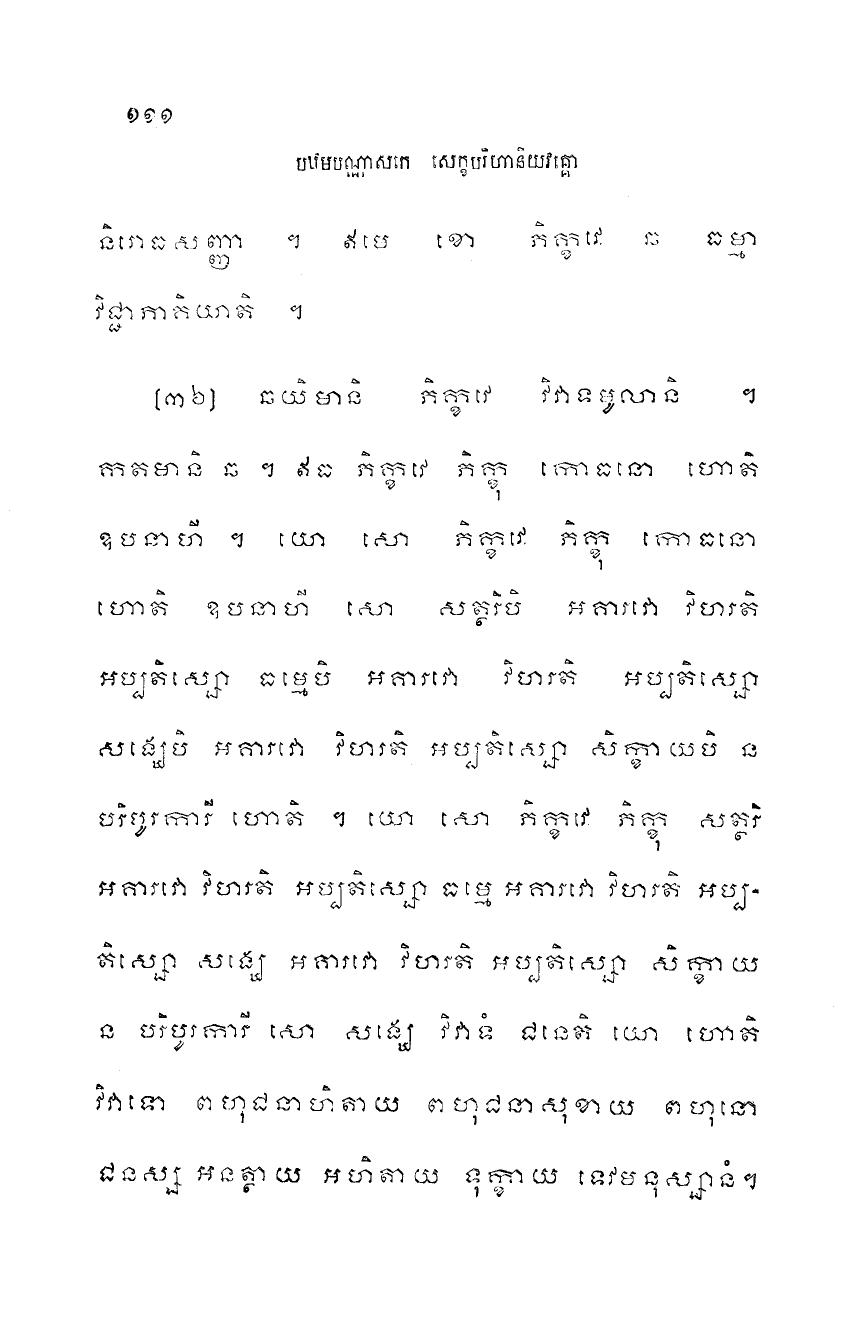 បឋមបណ្ណាសកេ សេក្ខបរិហានិយវគ្គោ
និរោធសញ្ញា ។ ឥមេ ខោ ភិក្ខវេ ឆ ធម្មា
វិជ្ជាភាគិយាតិ ។
[៣៦] ឆយិមានិ ភិក្ខវេ វិវាទមូលានិ ។
កតមានិ ឆ ។ ឥធ ភិក្ខវេ ភិក្ខុ កោធនោ ហោតិ
ឧបនាហី ។ យោ សោ ភិក្ខវេ ភិក្ខុ កោធនោ
ហោតិ ឧបនាហី សោ សត្ថរិបិ អគារវោ វិហរតិ
អប្បតិស្សោ ធម្មេបិ អគារវោ វិហរតិ អប្បតិស្សោ
សង្ឃេបិ អគារវោ វិហរតិ អប្បតិស្សោ សិក្ខាយបិ ន
បរិបូរការី ហោតិ ។ យោ សោ ភិក្ខវេ ភិក្ខុ សត្ថរិ
អគារវោ វិហរតិ អប្បតិស្សោ ធម្មេ អគារវោ វិហរតិ អប្ប-
តិស្សោ សង្ឃេ អគារវោ វិហរតិ អប្បតិស្សោ សិក្ខាយ
ន បរិបូរការី សោ សង្ឃេ វិវាទំ ជនេតិ យោ ហោតិ
វិវាទោ ពហុជនាហិតាយ ពហុជនាសុខាយ ពហុនោ
ជនស្ស អនត្ថាយ អហិតាយ ទុក្ខាយ ទេវមនុស្សានំ។